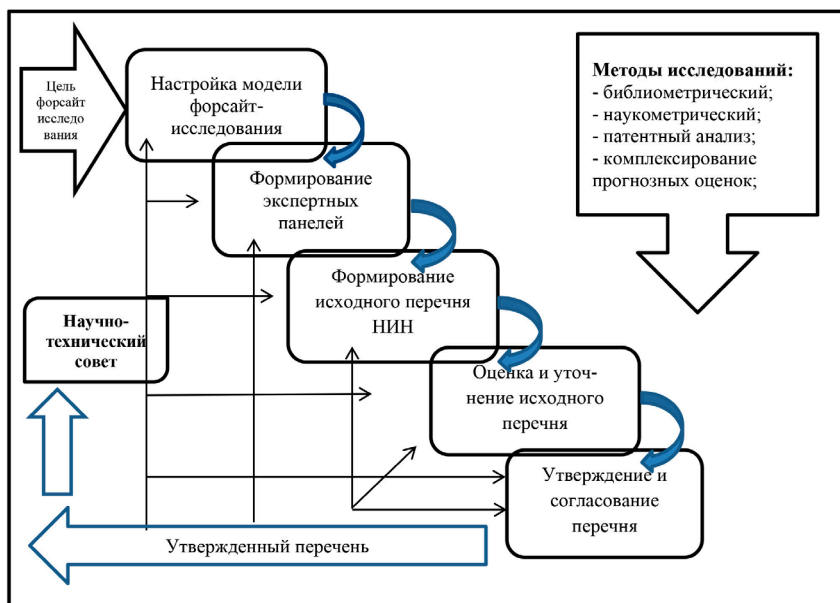 Цель
форсайт
исследо
вания
Настройка модели
форсайт-
исследования
Методы исследований:
- библиометрический;
- наукометрический;
- патентный анализ;
- комплексирование
прогнозных оценок;
Формирование
экспертных
панелей
Формирование
исходного перечня
НИН
Научно-
технический
совет
Оценка и уточ-
нение исходного
перечня
Утверждение и
согласование
перечня
Утвержденный перечень